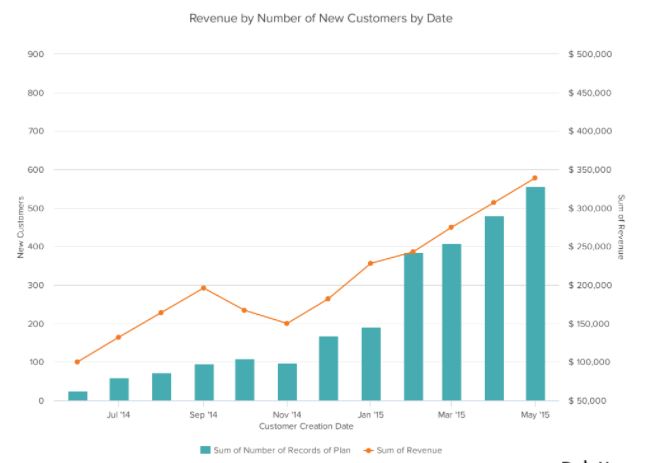 Revenue by Number of New Customers by Date
900
800
700
600
500
400
300
200
100
0
New Customers
$ 500,000
$ 450,000
$ 400,000
$ 350,000
$ 300,000
$ 250,000
$ 200,000
$ 150,000
$ 100,000
$ 50,000
Sum of Revenue
Jul '14
Sep '14
Nov '14
Jan '15
Mar '15
May '15
Customer Creation Date
Sum of Number of Records of Plan
Sum of Revenue